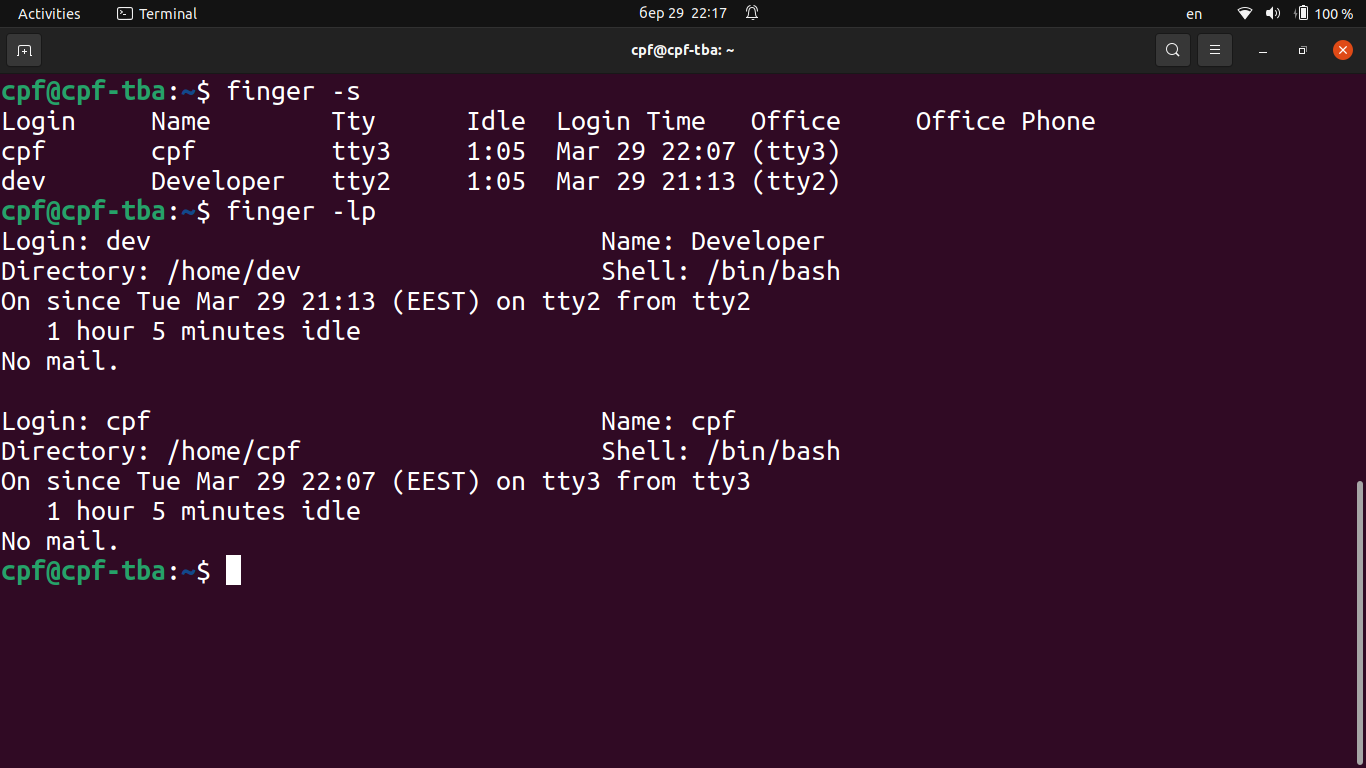 Activities Terminal бер 29 22:17 en 100 %
cpf@cpf-tba: ~
cpf@cpf-tba:~$ finger -s
Login     Name        Tty      Idle  Login Time   Office     Office Phone
cpf       cpf         tty3     1:05  Mar 29 22:07 (tty3)
dev       Developer   tty2     1:05  Mar 29 21:13 (tty2)
cpf@cpf-tba:~$ finger -lp
Login: dev                              Name: Developer
Directory: /home/dev                    Shell: /bin/bash
On since Tue Mar 29 21:13 (EEST) on tty2 from tty2
   1 hour 5 minutes idle
No mail.

Login: cpf                              Name: cpf
Directory: /home/cpf                    Shell: /bin/bash
On since Tue Mar 29 22:07 (EEST) on tty3 from tty3
   1 hour 5 minutes idle
No mail.
cpf@cpf-tba:~$